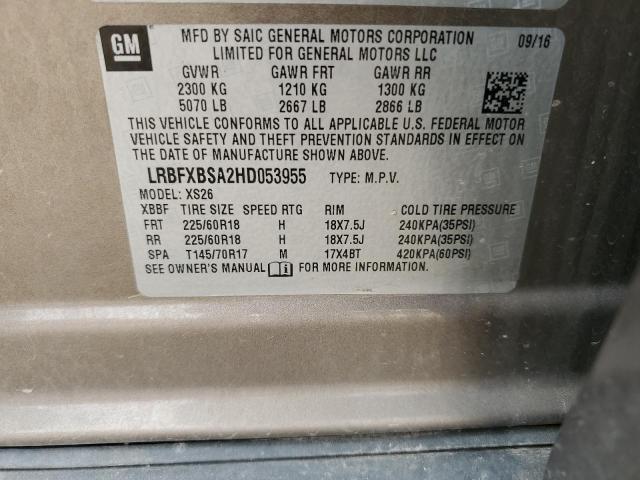 GM
MFD BY SAIC GENERAL MOTORS CORPORATION 09/16
LIMITED FOR GENERAL MOTORS LLC
GVWR GAWR FRT GAWR RR
2300 KG 1210 KG 1300 KG
5070 LB 2667 LB 2866 LB
THIS VEHICLE CONFORMS TO ALL APPLICABLE U.S. FEDERAL MOTOR
VEHICLE SAFETY AND THEFT PREVENTION STANDARDS IN EFFECT ON
THE DATE OF MANUFACTURE SHOWN ABOVE.
LRBFXBSA2HD053955 TYPE: M.P.V.
MODEL: XS26
XBBF TIRE SIZE SPEED RTG RIM COLD TIRE PRESSURE
FRT 225/60R18 H 18X7.5J 240KPA(35PSI)
RR 225/60R18 H 18X7.5J 240KPA(35PSI)
SPA T145/70R17 M 17X4BT 420KPA(60PSI)
SEE OWNER'S MANUAL FOR MORE INFORMATION.